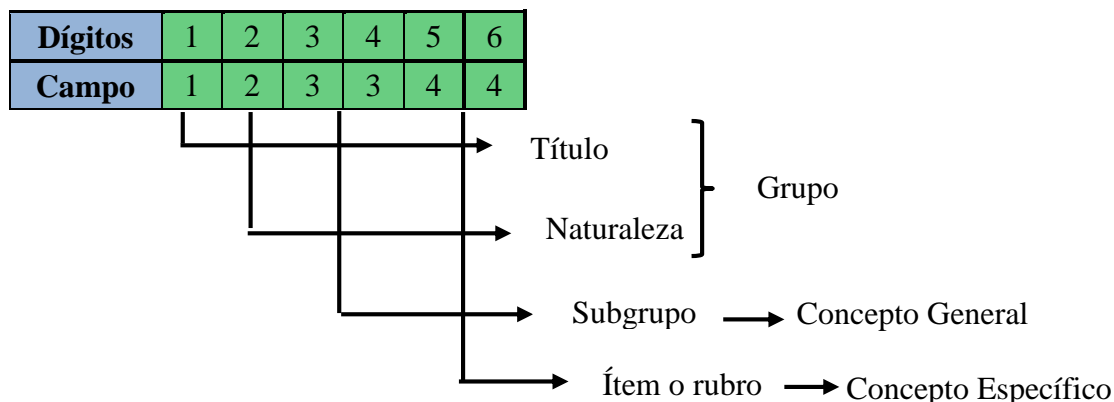 Dígitos 1 2 3 4 5 6
Campo 1 2 3 3 4 4
Título
Grupo
Naturaleza
Subgrupo Concepto General
Ítem o rubro Concepto Específico